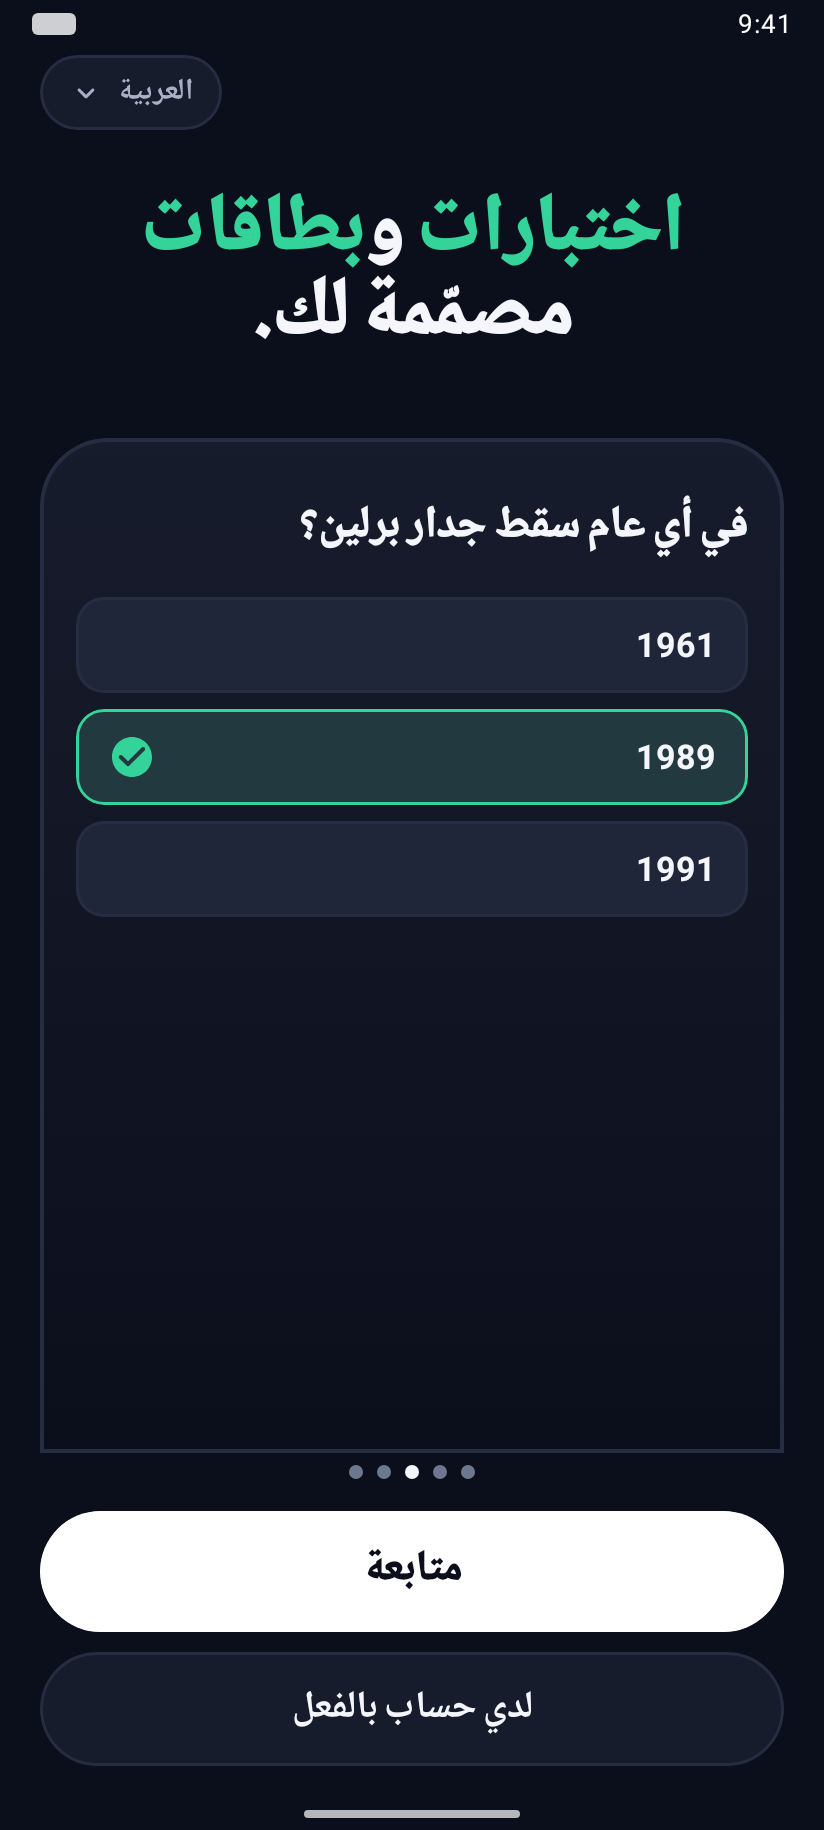 9:41
العربية
اختبارات وبطاقات
مصمّمة لك.
في أي عام سقط جدار برلين؟
1961
1989
1991
متابعة
لدي حساب بالفعل